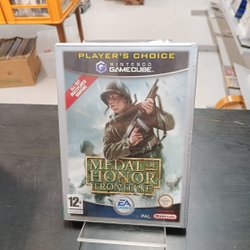 PLAYER'S CHOICE
NINTENDO
GAMECUBE
MEDAL OF
HONOR
FRONTLINE
12+
EA
PAL
Nintendo